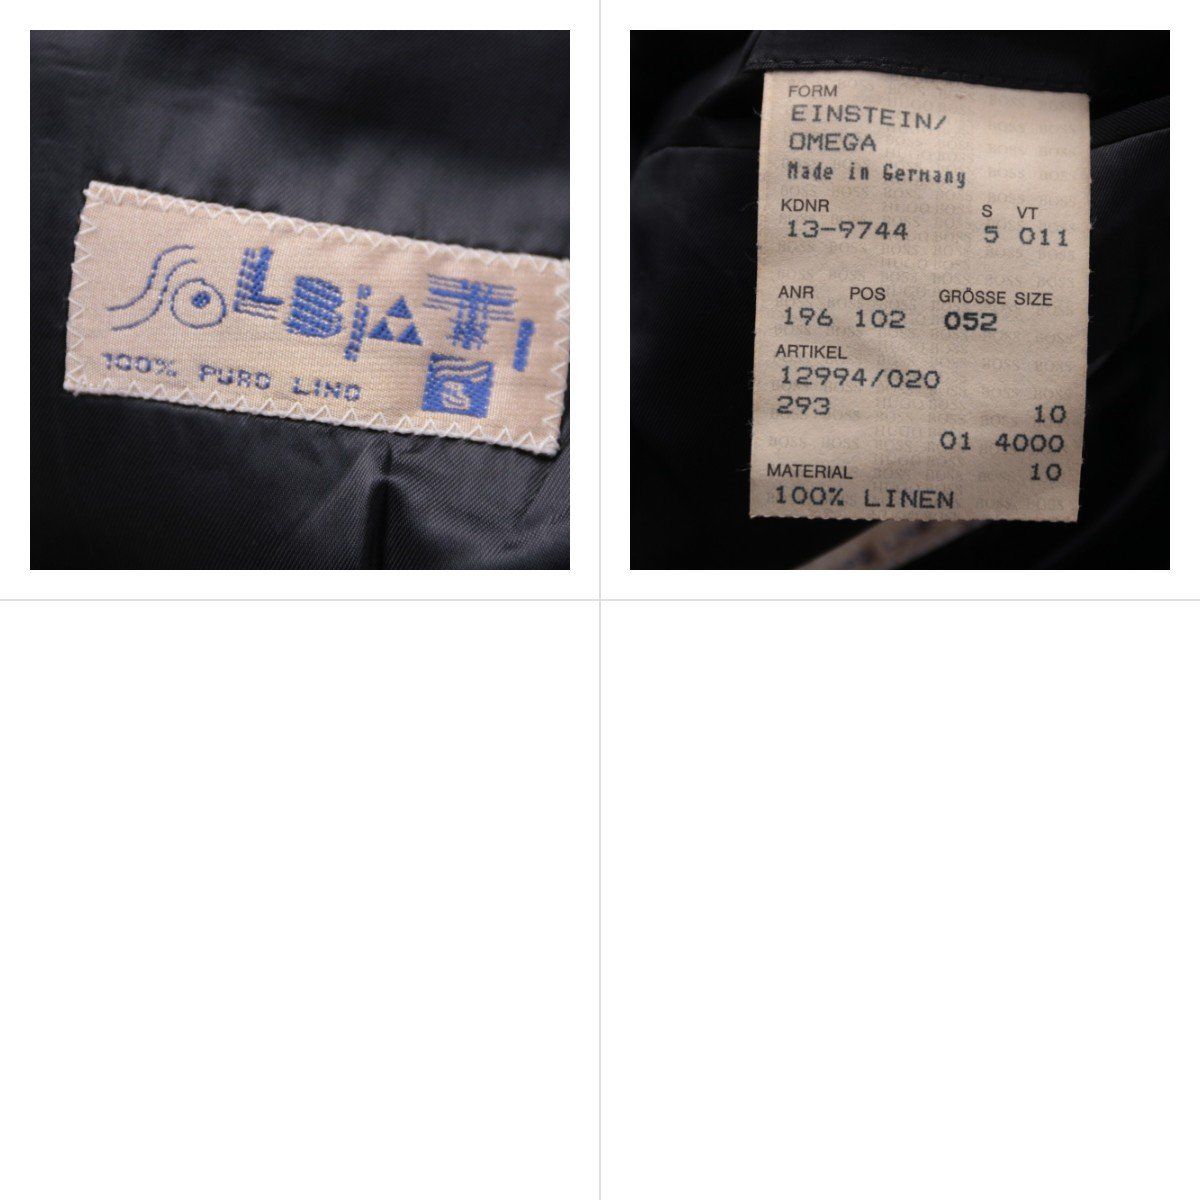 SOLBIATI
100% PURO LINO
FORM
EINSTEIN/
OMEGA
Made in Germany
KDNR S VT
13-9744 5 011
ANR POS GRÖSSE SIZE
196 102 052
ARTIKEL
12994/020
293 10
01 4000
MATERIAL 10
100% LINEN